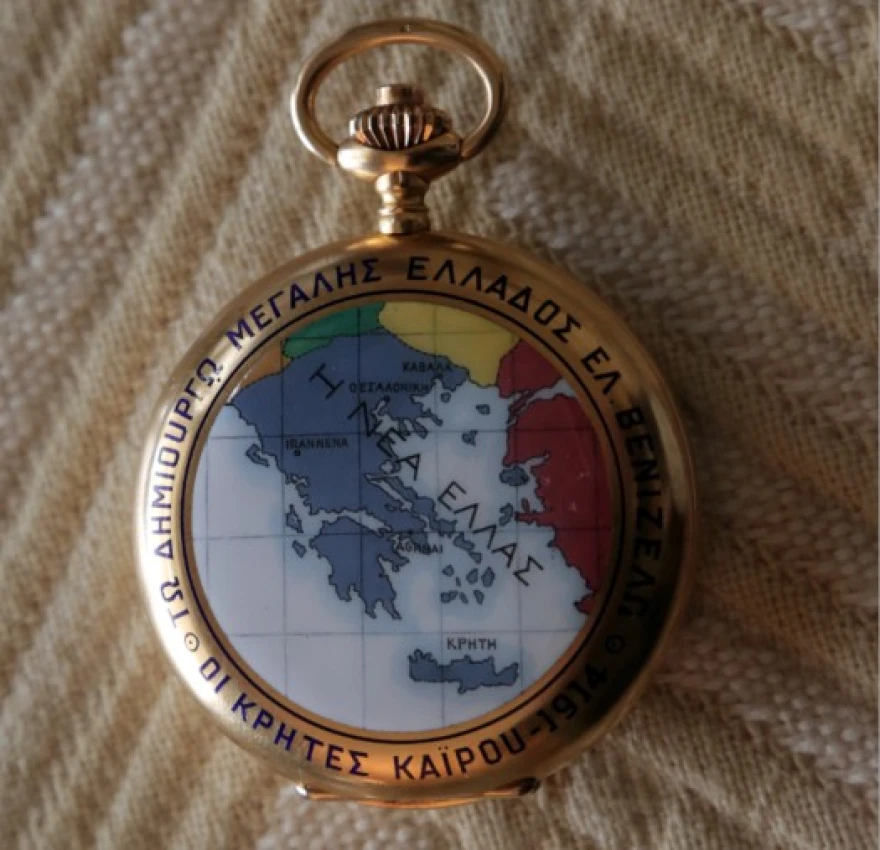 ΤΩ ΔΗΜΙΟΥΡΓΩ ΜΕΓΑΛΗΣ ΕΛΛΑΔΟΣ ΕΛ. ΒΕΝΙΖΕΛΩ
ΟΙ ΚΡΗΤΕΣ ΚΑΪΡΟΥ-1914
ΚΑΒΑΛΑ
ΘΕΣΣΑΛΟΝΙΚΗ
Ι ΝΕΑ ΕΛΛΑΣ
ΙΩΑΝΝΕΝΑ
ΑΘΗΝΑΙ
ΚΡΗΤΗ